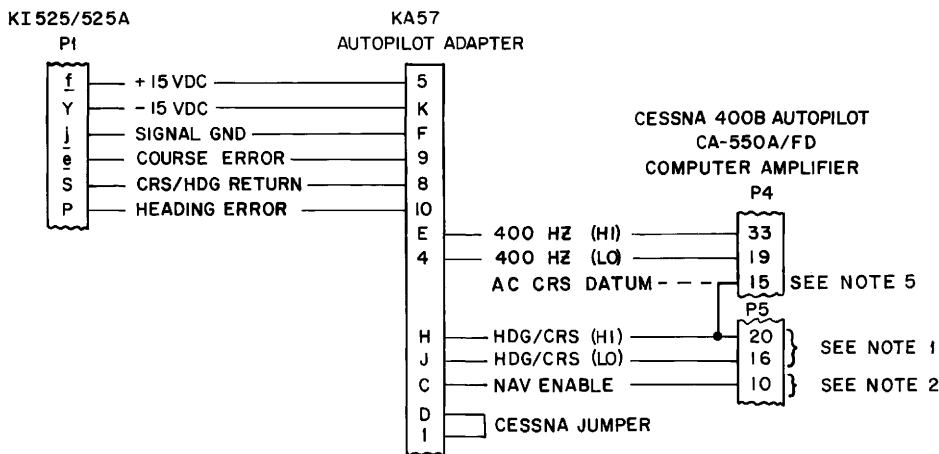 KI 525/525A
P1
KA57
AUTOPILOT ADAPTER
f +15 VDC 5
Y -15 VDC K
j SIGNAL GND F
e COURSE ERROR 9
S CRS/HDG RETURN 8
P HEADING ERROR 10
CESSNA 400B AUTOPILOT
CA-550A/FD
COMPUTER AMPLIFIER
P4
E 400 HZ (HI) 33
4 400 HZ (LO) 19
AC CRS DATUM 15 SEE NOTE 5
P5
H HDG/CRS (HI) 20
J HDG/CRS (LO) 16
SEE NOTE 1
C NAV ENABLE 10 SEE NOTE 2
D
1
CESSNA JUMPER